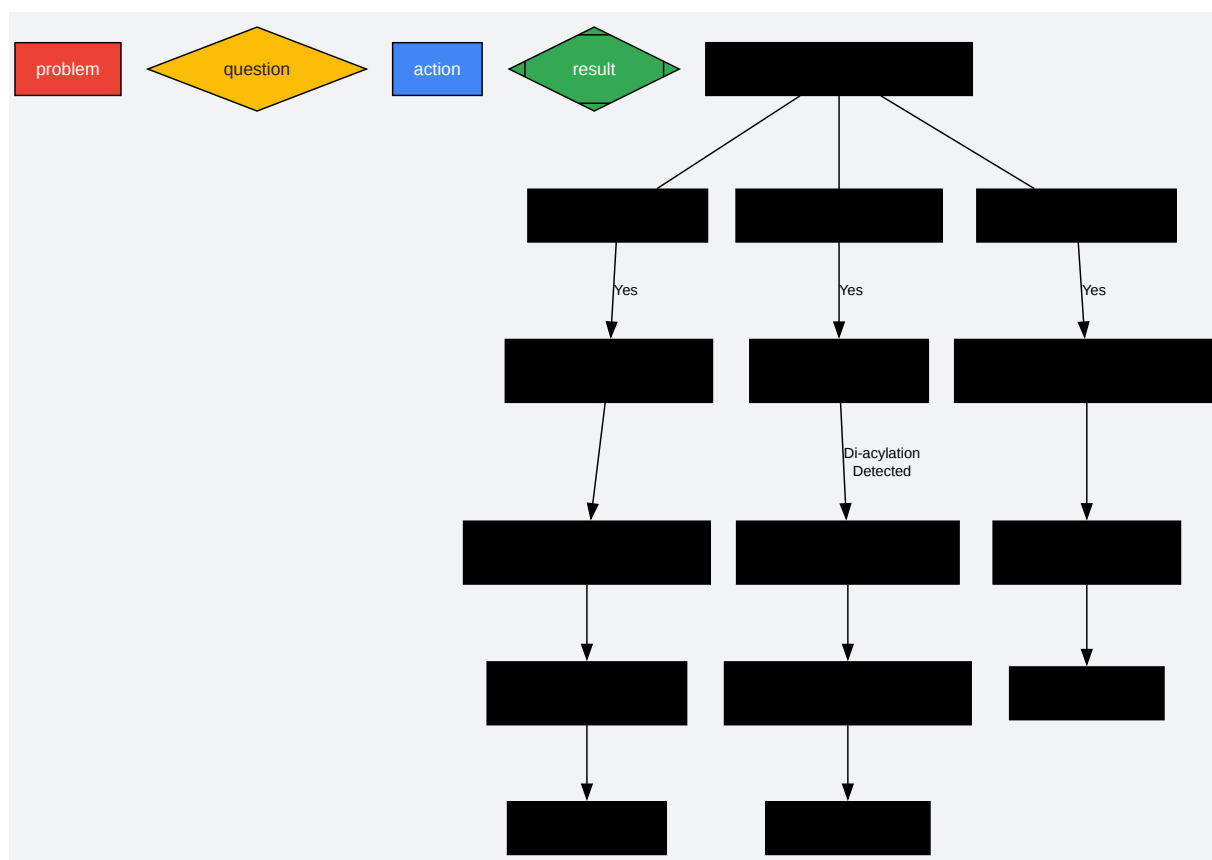 problem
question
action
result
Yes
Yes
Yes
Di-acylation
Detected